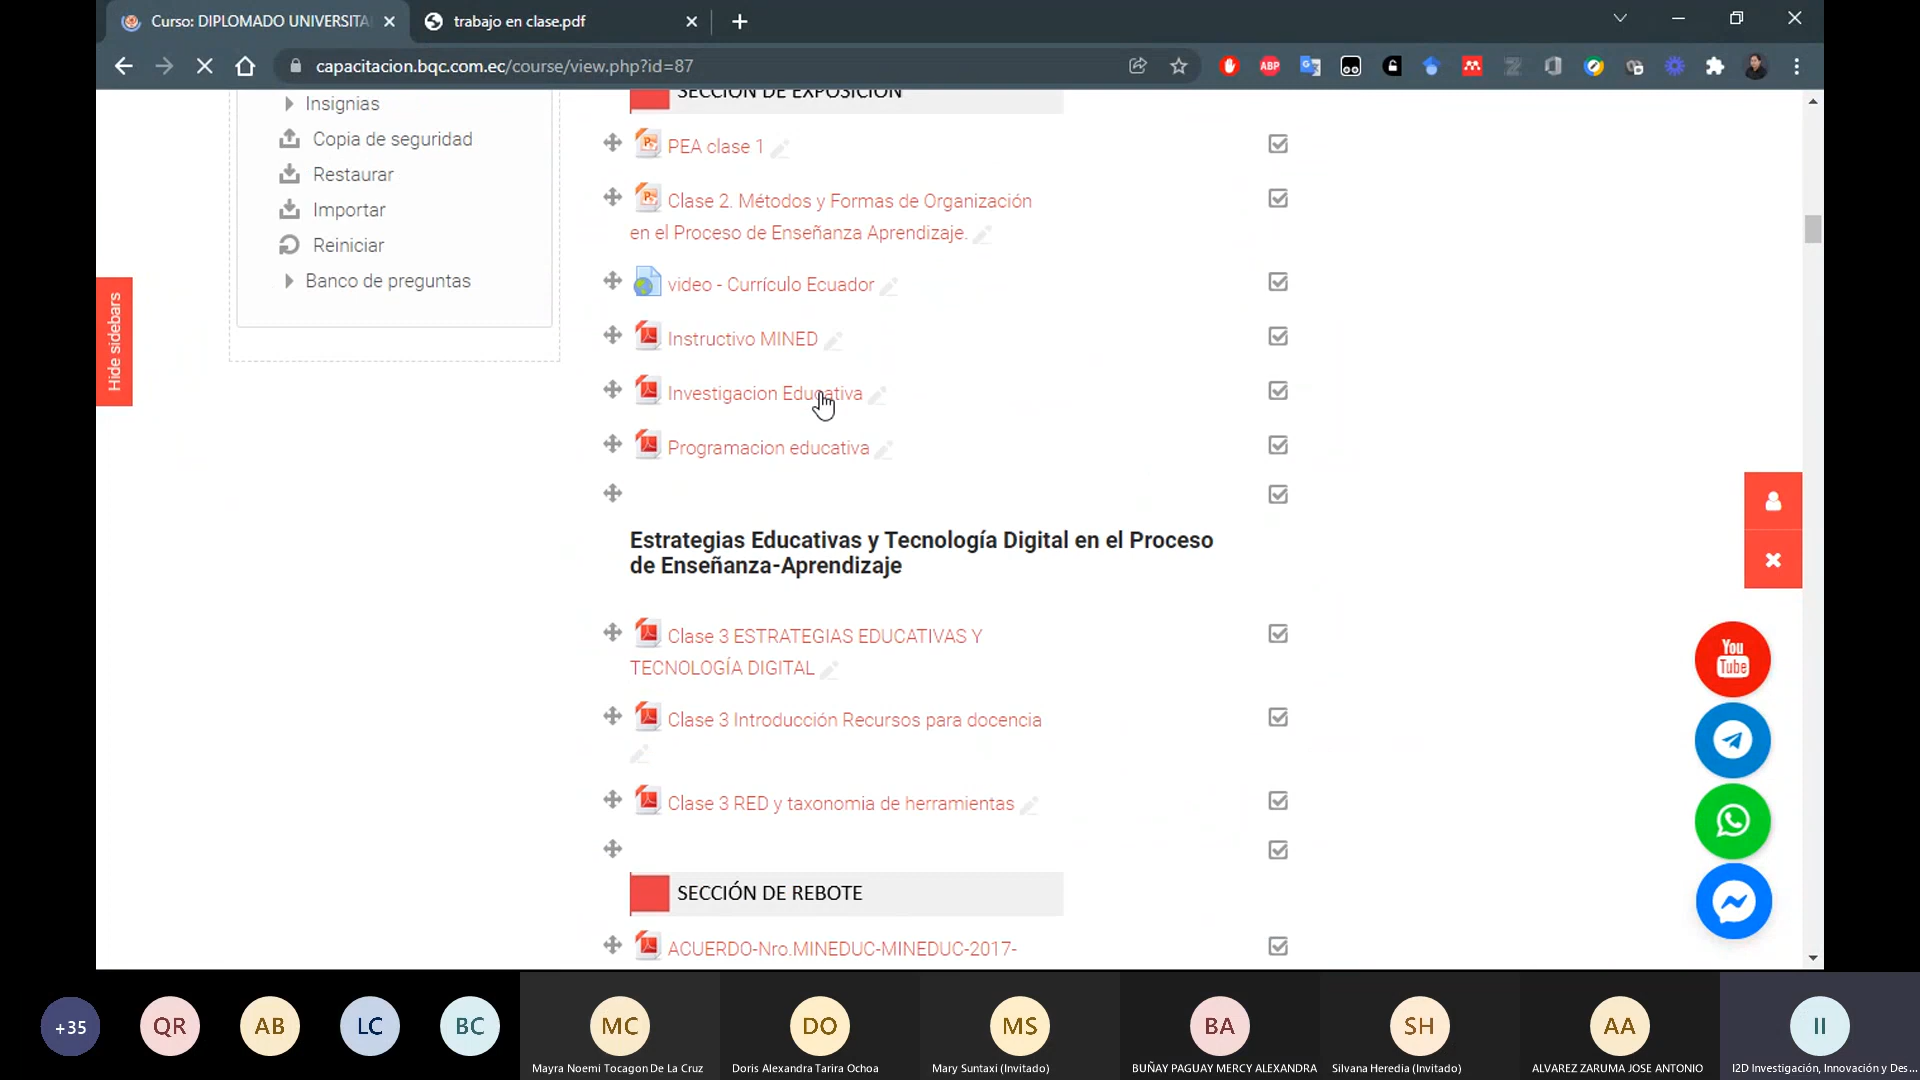 Curso: DIPLOMADO UNIVERSITA
trabajo en clase.pdf
capacitacion.bqc.com.ec/course/view.php?id=87
ABP
Insignias
Copia de seguridad
Restaurar
Importar
Reiniciar
Banco de preguntas
Hide sidebars
SECCIÓN DE EXPOSICIÓN
PEA clase 1
Clase 2. Métodos y Formas de Organización
en el Proceso de Enseñanza Aprendizaje.
video - Currículo Ecuador
Instructivo MINED
Investigacion Educativa
Programacion educativa
Estrategias Educativas y Tecnología Digital en el Proceso
de Enseñanza-Aprendizaje
Clase 3 ESTRATEGIAS EDUCATIVAS Y
TECNOLOGÍA DIGITAL
Clase 3 Introducción Recursos para docencia
Clase 3 RED y taxonomia de herramientas
SECCIÓN DE REBOTE
ACUERDO-Nro.MINEDUC-MINEDUC-2017-
You
Tube
+35
QR
AB
LC
BC
MC
DO
MS
BA
SH
AA
II
Mayra Noemi Tocagon De La Cruz
Doris Alexandra Tarira Ochoa
Mary Suntaxi (Invitado)
BUÑAY PAGUAY MERCY ALEXANDRA
Silvana Heredia (Invitado)
ALVAREZ ZARUMA JOSE ANTONIO
I2D Investigación, Innovación y Des...